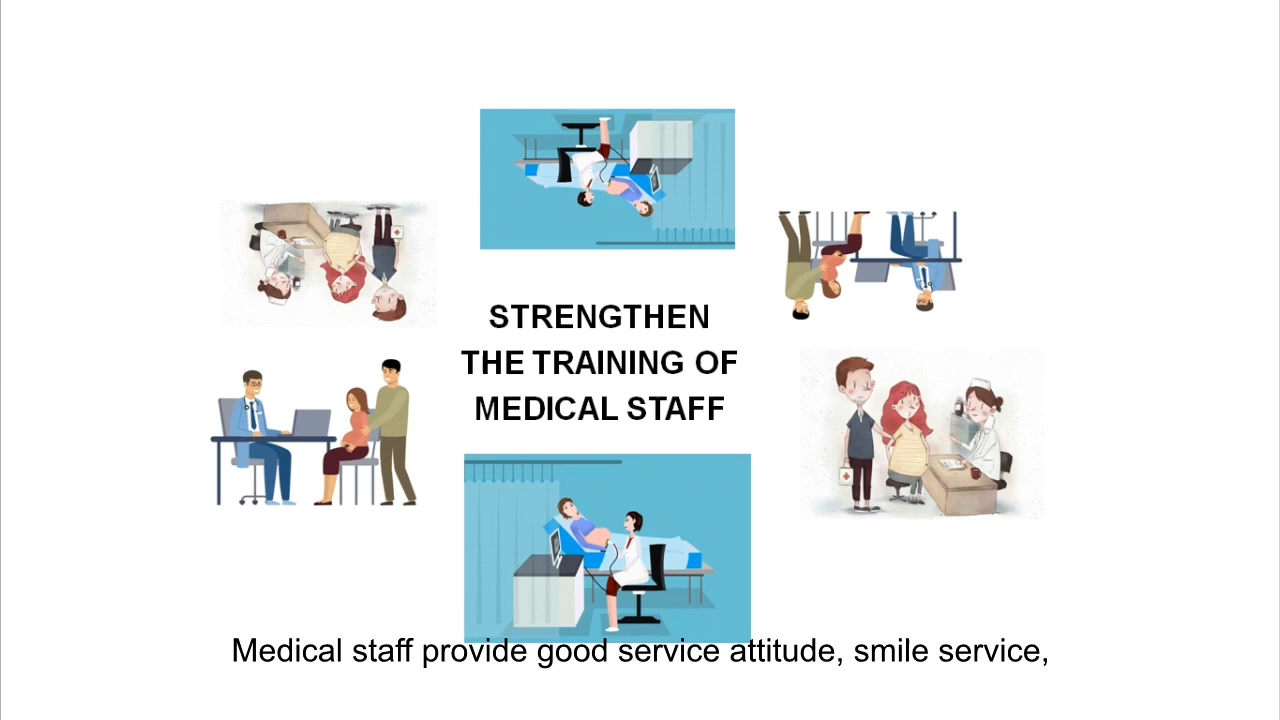 STRENGTHEN
THE TRAINING OF
MEDICAL STAFF
Medical staff provide good service attitude, smile service,